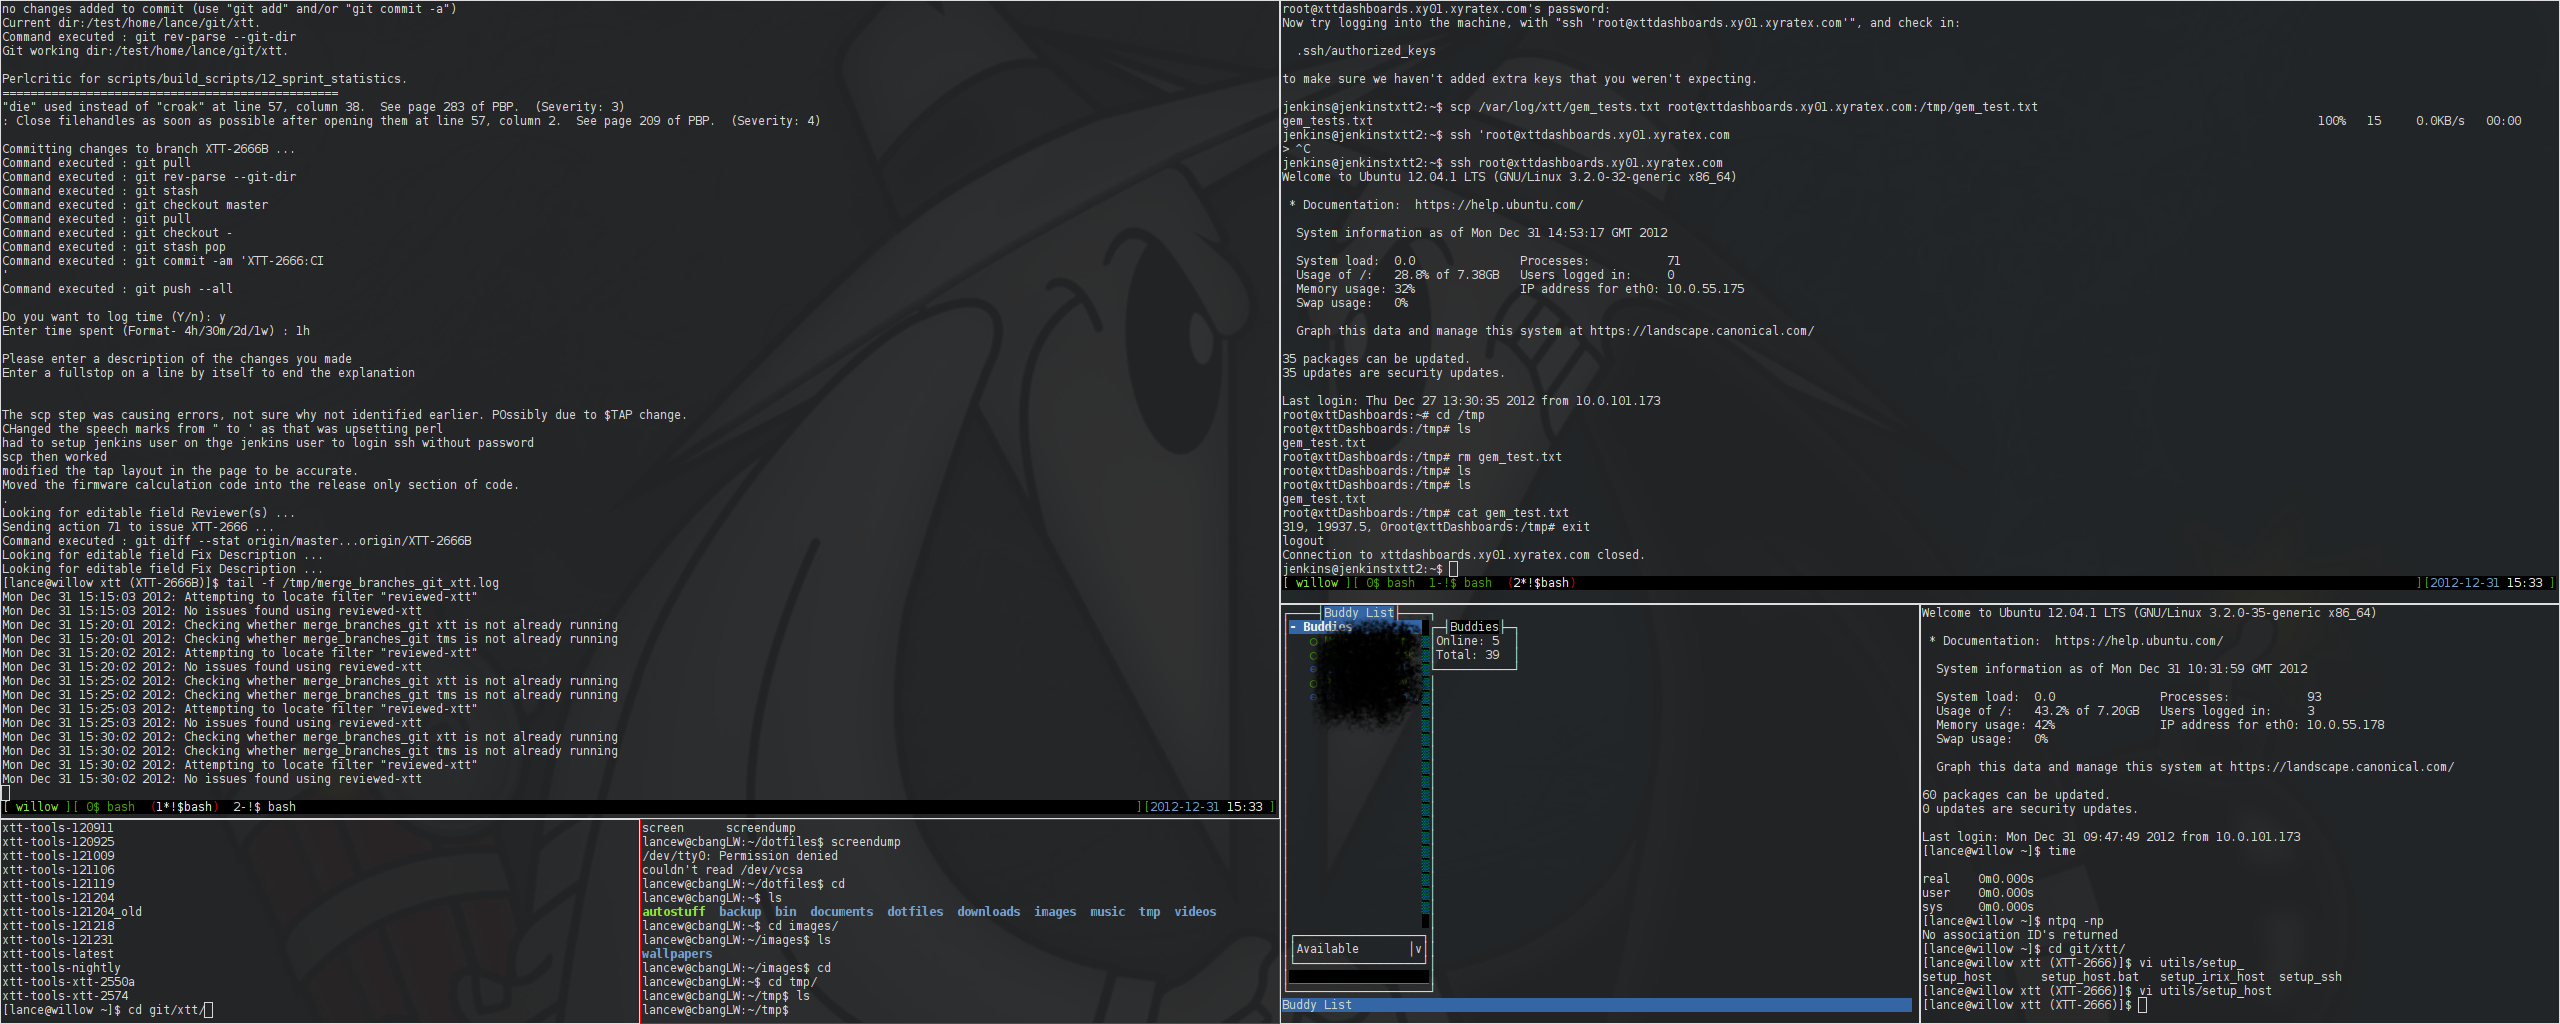 no changes added to commit (use "git add" and/or "git commit -a")
Current dir:/test/home/lance/git/xtt.
Command executed : git rev-parse --git-dir
Git working dir:/test/home/lance/git/xtt.
Perlcritic for scripts/build_scripts/12_sprint_statistics.
================================================
"die" used instead of "croak" at line 57, column 38.  See page 283 of PBP.  (Severity: 3)
: Close filehandles as soon as possible after opening them at line 57, column 2.  See page 209 of PBP.  (Severity: 4)
Committing changes to branch XTT-2666B ...
Command executed : git pull
Command executed : git rev-parse --git-dir
Command executed : git stash
Command executed : git checkout master
Command executed : git pull
Command executed : git checkout -
Command executed : git stash pop
Command executed : git commit -am 'XTT-2666:CI
'
Command executed : git push --all
Do you want to log time (Y/n): y
Enter time spent (Format- 4h/30m/2d/1w) : 1h
Please enter a description of the changes you made
Enter a fullstop on a line by itself to end the explanation
The scp step was causing errors, not sure why not identified earlier. POssibly due to $TAP change.
CHanged the speech marks from " to ' as that was upsetting perl
had to setup jenkins user on thge jenkins user to login ssh without password
scp then worked
modified the tap layout in the page to be accurate.
Moved the firmware calculation code into the release only section of code.
.
Looking for editable field Reviewer(s) ...
Sending action 71 to issue XTT-2666 ...
Command executed : git diff --stat origin/master...origin/XTT-2666B
Looking for editable field Fix Description ...
Looking for editable field Fix Description ...
[lance@willow xtt (XTT-2666B)]$ tail -f /tmp/merge_branches_git_xtt.log
Mon Dec 31 15:15:03 2012: Attempting to locate filter "reviewed-xtt"
Mon Dec 31 15:15:03 2012: No issues found using reviewed-xtt
Mon Dec 31 15:20:01 2012: Checking whether merge_branches_git xtt is not already running
Mon Dec 31 15:20:01 2012: Checking whether merge_branches_git tms is not already running
Mon Dec 31 15:20:02 2012: Attempting to locate filter "reviewed-xtt"
Mon Dec 31 15:20:02 2012: No issues found using reviewed-xtt
Mon Dec 31 15:25:02 2012: Checking whether merge_branches_git xtt is not already running
Mon Dec 31 15:25:02 2012: Checking whether merge_branches_git tms is not already running
Mon Dec 31 15:25:03 2012: Attempting to locate filter "reviewed-xtt"
Mon Dec 31 15:25:03 2012: No issues found using reviewed-xtt
Mon Dec 31 15:30:02 2012: Checking whether merge_branches_git xtt is not already running
Mon Dec 31 15:30:02 2012: Checking whether merge_branches_git tms is not already running
Mon Dec 31 15:30:02 2012: Attempting to locate filter "reviewed-xtt"
Mon Dec 31 15:30:02 2012: No issues found using reviewed-xtt
[ willow ][ 0$ bash  (1*!$bash)  2-!$ bash ][2012-12-31 15:33 ]
xtt-tools-120911
xtt-tools-120925
xtt-tools-121009
xtt-tools-121106
xtt-tools-121119
xtt-tools-121204
xtt-tools-121204_old
xtt-tools-121218
xtt-tools-121231
xtt-tools-latest
xtt-tools-nightly
xtt-tools-xtt-2550a
xtt-tools-xtt-2574
[lance@willow ~]$ cd git/xtt/
screen      screendump
lancew@cbangLW:~/dotfiles$ screendump
/dev/tty0: Permission denied
couldn't read /dev/vcsa
lancew@cbangLW:~/dotfiles$ cd
lancew@cbangLW:~$ ls
autostuff  backup  bin  documents  dotfiles  downloads  images  music  tmp  videos
lancew@cbangLW:~$ cd images/
lancew@cbangLW:~/images$ ls
wallpapers
lancew@cbangLW:~/images$ cd
lancew@cbangLW:~$ cd tmp/
lancew@cbangLW:~/tmp$ ls
lancew@cbangLW:~/tmp$
root@xttdashboards.xy01.xyratex.com's password:
Now try logging into the machine, with "ssh 'root@xttdashboards.xy01.xyratex.com'", and check in:
.ssh/authorized_keys
to make sure we haven't added extra keys that you weren't expecting.
jenkins@jenkinstxtt2:~$ scp /var/log/xtt/gem_tests.txt root@xttdashboards.xy01.xyratex.com:/tmp/gem_test.txt
gem_tests.txt 100%   15     0.0KB/s   00:00
jenkins@jenkinstxtt2:~$ ssh 'root@xttdashboards.xy01.xyratex.com
> ^C
jenkins@jenkinstxtt2:~$ ssh root@xttdashboards.xy01.xyratex.com
Welcome to Ubuntu 12.04.1 LTS (GNU/Linux 3.2.0-32-generic x86_64)
* Documentation:  https://help.ubuntu.com/
System information as of Mon Dec 31 14:53:17 GMT 2012
System load:  0.0               Processes:           71
Usage of /:   28.8% of 7.38GB   Users logged in:     0
Memory usage: 32%               IP address for eth0: 10.0.55.175
Swap usage:   0%
Graph this data and manage this system at https://landscape.canonical.com/
35 packages can be updated.
35 updates are security updates.
Last login: Thu Dec 27 13:30:35 2012 from 10.0.101.173
root@xttDashboards:~# cd /tmp
root@xttDashboards:/tmp# ls
gem_test.txt
root@xttDashboards:/tmp# rm gem_test.txt
root@xttDashboards:/tmp# ls
root@xttDashboards:/tmp# ls
gem_test.txt
root@xttDashboards:/tmp# cat gem_test.txt
319, 19937.5, 0root@xttDashboards:/tmp# exit
logout
Connection to xttdashboards.xy01.xyratex.com closed.
jenkins@jenkinstxtt2:~$
[ willow ][ 0$ bash  1-!$ bash  (2*!$bash) ][2012-12-31 15:33 ]
Buddy List
- Buddies
Buddies
Online: 5
Total: 39
Available |v
Buddy List
Welcome to Ubuntu 12.04.1 LTS (GNU/Linux 3.2.0-35-generic x86_64)
* Documentation:  https://help.ubuntu.com/
System information as of Mon Dec 31 10:31:59 GMT 2012
System load:  0.0               Processes:           93
Usage of /:   43.2% of 7.20GB   Users logged in:     3
Memory usage: 42%               IP address for eth0: 10.0.55.178
Swap usage:   0%
Graph this data and manage this system at https://landscape.canonical.com/
60 packages can be updated.
0 updates are security updates.
Last login: Mon Dec 31 09:47:49 2012 from 10.0.101.173
[lance@willow ~]$ time
real    0m0.000s
user    0m0.000s
sys     0m0.000s
[lance@willow ~]$ ntpq -np
No association ID's returned
[lance@willow ~]$ cd git/xtt/
[lance@willow xtt (XTT-2666)]$ vi utils/setup_
setup_host       setup_host.bat   setup_irix_host  setup_ssh
[lance@willow xtt (XTT-2666)]$ vi utils/setup_host
[lance@willow xtt (XTT-2666)]$